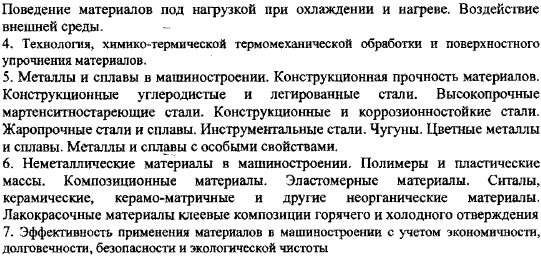 Поведение материалов под нагрузкой при охлаждении и нагреве. Воздействие
внешней среды.
4. Технология, химико-термической термомеханической обработки и поверхностного
упрочнения материалов.
5. Металлы и сплавы в машиностроении. Конструкционная прочность материалов.
Конструкционные углеродистые и легированные стали. Высокопрочные
мартенситностареющие стали. Конструкционные и коррозионностойкие стали.
Жаропрочные стали и сплавы. Инструментальные стали. Чугуны. Цветные металлы
и сплавы. Металлы и сплавы с особыми свойствами.
6. Неметаллические материалы в машиностроении. Полимеры и пластические
массы. Композиционные материалы. Эластомерные материалы. Ситалы,
керамические, керамо-матричные и другие неорганические материалы.
Лакокрасочные материалы клеевые композиции горячего и холодного отверждения
7. Эффективность применения материалов в машиностроении с учетом экономичности,
долговечности, безопасности и экологической чистоты